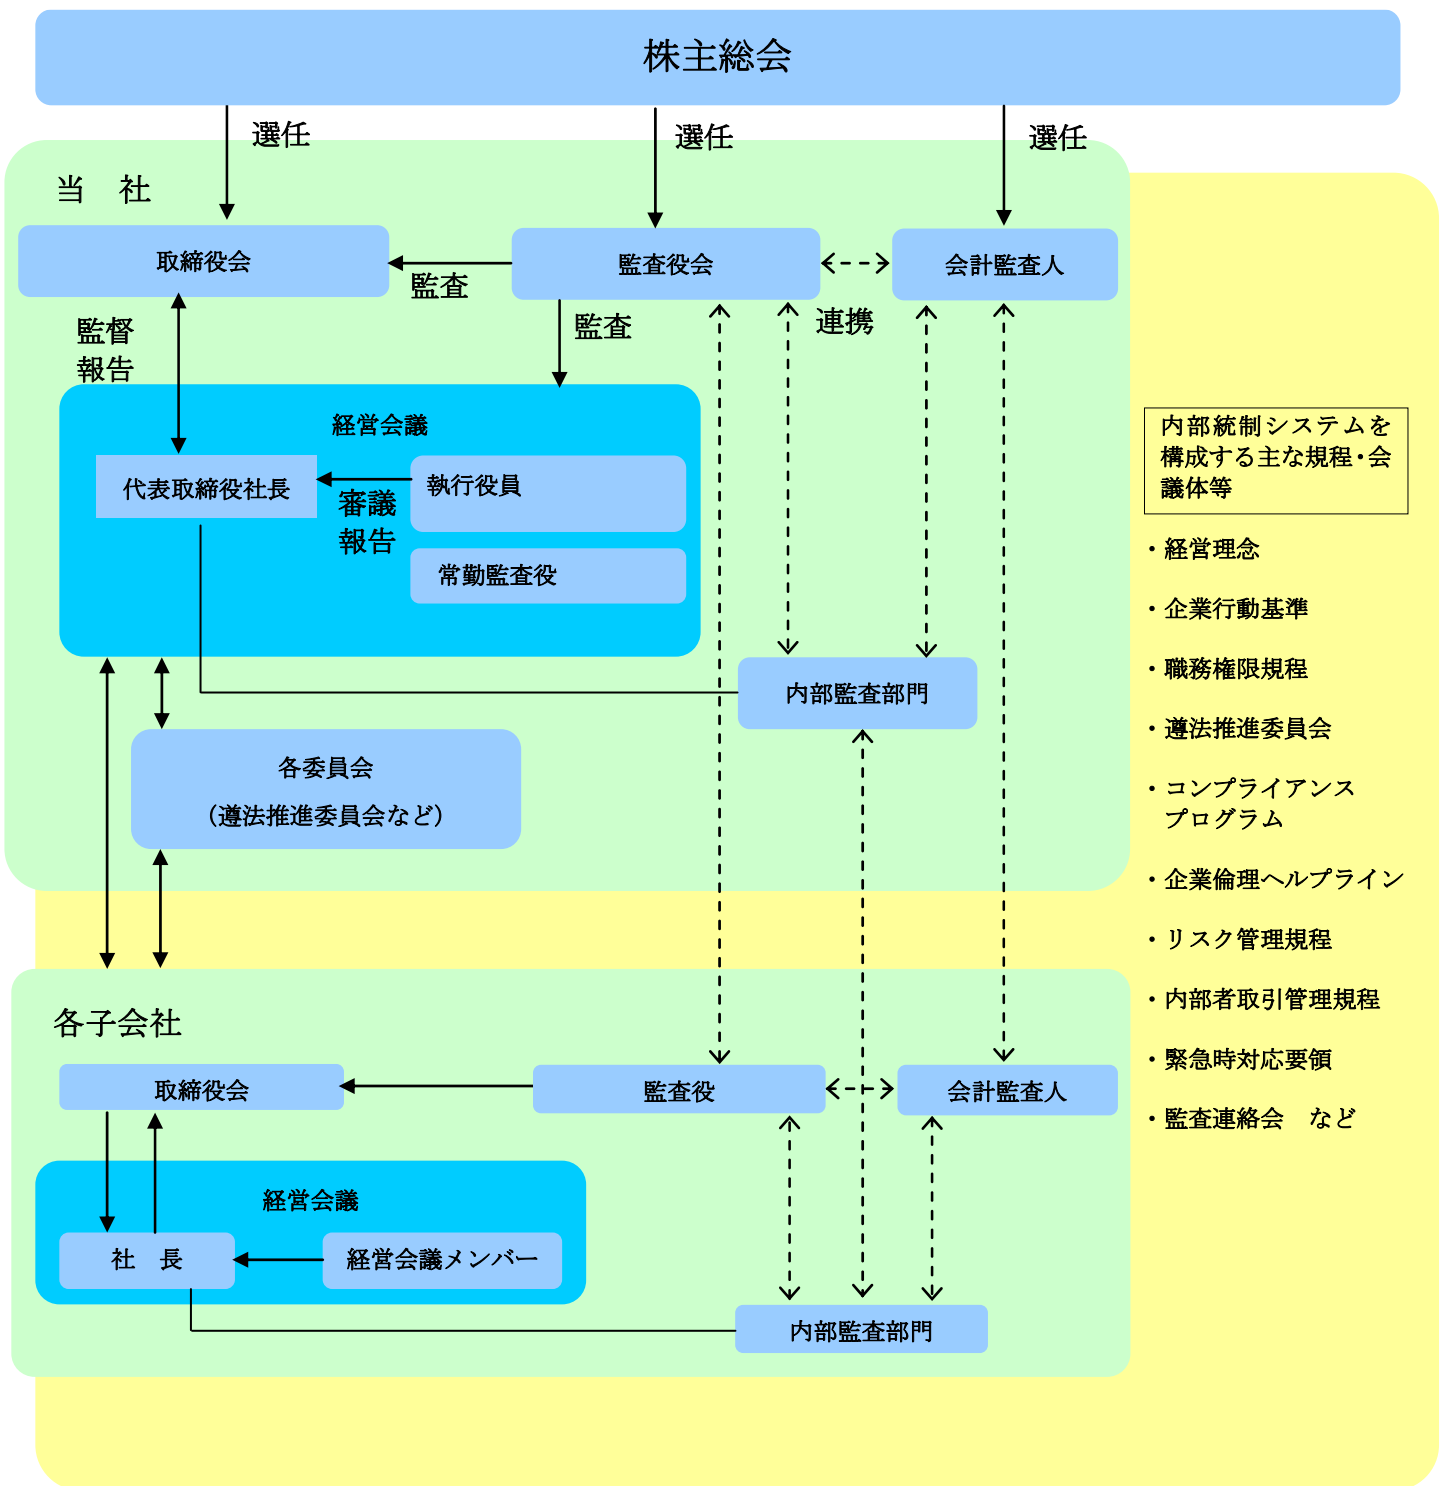 株主総会
選任
選任
選任
当　社
取締役会
監査役会
会計監査人
監査
連携
監査
監督
報告
経営会議
代表取締役社長
執行役員
審議
報告
常勤監査役
内部監査部門
各委員会
（遵法推進委員会など）
各子会社
取締役会
監査役
会計監査人
経営会議
社　長
経営会議メンバー
内部監査部門
内部統制システムを
構成する主な規程・会
議体等
・経営理念
・企業行動基準
・職務権限規程
・遵法推進委員会
・コンプライアンス
プログラム
・企業倫理ヘルプライン
・リスク管理規程
・内部者取引管理規程
・緊急時対応要領
・監査連絡会　など